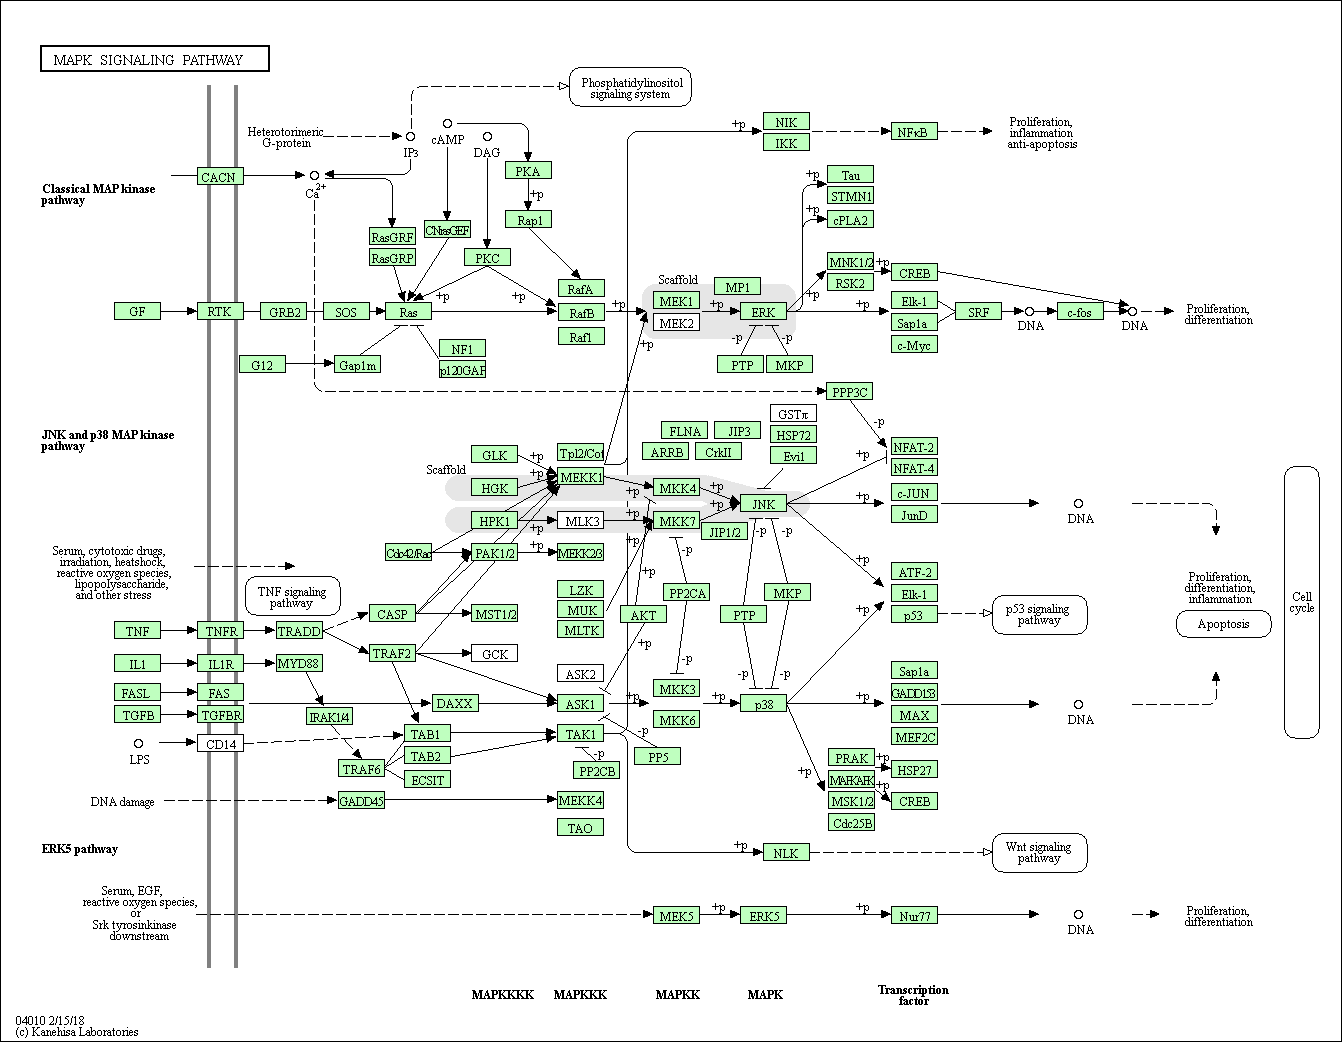 MAPK SIGNALING PATHWAY
Phosphatidylinositol
signaling system
Heterotorimeric
G-protein
IP3
cAMP
DAG
+p
NIK
IKK
NFκB
Proliferation,
inflammation
anti-apoptosis
Classical MAP kinase
pathway
CACN
Ca2+
PKA
+p
Rap1
+p
Tau
STMN1
+p
cPLA2
RasGRF
RasGRP
CNrasGEF
PKC
RafA
Scaffold
MP1
MNK1/2
RSK2
+p
CREB
+p
GF
RTK
GRB2
SOS
Ras
+p
+p
RafB
Raf1
+p
MEK1
MEK2
+p
ERK
+p
Elk-1
Sap1a
c-Myc
SRF
DNA
c-fos
DNA
Proliferation,
differentiation
+p
-p
-p
G12
Gap1m
NF1
p120GAP
PTP
MKP
PPP3C
JNK and p38 MAP kinase
pathway
GSTπ
HSP72
Evi1
FLNA
JIP3
ARRB
CrkII
-p
NFAT-2
NFAT-4
+p
Scaffold
GLK
HGK
HPK1
+p
+p
+p
Tpl2/Cot
MEKK1
MLK3
MKK4
MKK7
+p
+p
+p
+p
JNK
JIP1/2
+p
c-JUN
JunD
DNA
Cell
cycle
Cdc42/Rac
PAK1/2
+p
MEKK2/3
+p
-p
-p
-p
+p
Serum, cytotoxic drugs,
irradiation, heatshock,
reactive oxygen species,
lipopolysaccharide,
and other stress
TNF signaling
pathway
LZK
MUK
MLTK
+p
AKT
PP2CA
MKP
PTP
ATF-2
Elk-1
p53
+p
p53 signaling
pathway
Proliferation,
differentiation,
inflammation
Apoptosis
CASP
MST1/2
TNF
TNFR
TRADD
TRAF2
GCK
+p
-p
-p
-p
IL1
IL1R
MYD88
ASK2
MKK3
MKK6
FASL
FAS
DAXX
ASK1
+p
+p
p38
+p
Sap1a
GADD153
MAX
MEF2C
DNA
TGFB
TGFBR
IRAK1/4
TAB1
TAK1
CD14
LPS
TAB2
TRAF6
ECSIT
-p
PP2CB
PP5
PRAK
MAPKAPK
MSK1/2
Cdc25B
+p
+p
+p
HSP27
CREB
DNA damage
GADD45
MEKK4
TAO
ERK5 pathway
+p
NLK
Wnt signaling
pathway
Serum, EGF,
reactive oxygen species,
or
Srk tyrosinkinase
downstream
MEK5
+p
ERK5
+p
Nur77
DNA
Proliferation,
differentiation
MAPKKKK
MAPKKK
MAPKK
MAPK
Transcription
factor
04010 2/15/18
(c) Kanehisa Laboratories